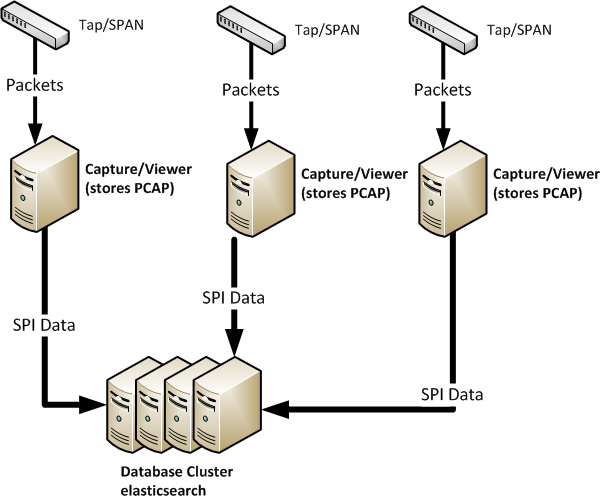 Tap/SPAN
Tap/SPAN
Tap/SPAN
Packets
Packets
Packets
Capture/Viewer
(stores PCAP)
Capture/Viewer
(stores PCAP)
Capture/Viewer
(stores PCAP)
SPI Data
SPI Data
SPI Data
Database Cluster
elasticsearch